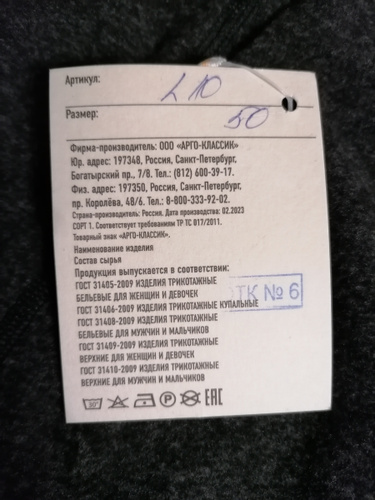 Артикул: L 10
Размер: 50
Фирма-производитель: ООО «АРГО-КЛАССИК»
Юр. адрес: 197348, Россия, Санкт-Петербург,
Богатырский пр., 7/8. Тел.: (812) 600-39-17.
Физ. адрес: 197350, Россия, Санкт-Петербург,
пр. Королёва, 48/6. Тел.: 8-800-333-92-02.
Страна-производитель: Россия. Дата производства: 02.2023
СОРТ 1. Соответствует требованиям ТР ТС 017/2011.
Товарный знак «АРГО-КЛАССИК».
Наименование изделия
Состав сырья
Продукция выпускается в соответствии:
ГОСТ 31405-2009 ИЗДЕЛИЯ ТРИКОТАЖНЫЕ
БЕЛЬЕВЫЕ ДЛЯ ЖЕНЩИН И ДЕВОЧЕК
ГОСТ 31406-2009 ИЗДЕЛИЯ ТРИКОТАЖНЫЕ КУПАЛЬНЫЕ
ГОСТ 31408-2009 ИЗДЕЛИЯ ТРИКОТАЖНЫЕ
БЕЛЬЕВЫЕ ДЛЯ МУЖЧИН И МАЛЬЧИКОВ
ГОСТ 31409-2009 ИЗДЕЛИЯ ТРИКОТАЖНЫЕ
ВЕРХНИЕ ДЛЯ ЖЕНЩИН И ДЕВОЧЕК
ГОСТ 31410-2009 ИЗДЕЛИЯ ТРИКОТАЖНЫЕ
ВЕРХНИЕ ДЛЯ МУЖЧИН И МАЛЬЧИКОВ
ОТК № 6
30° P EAC